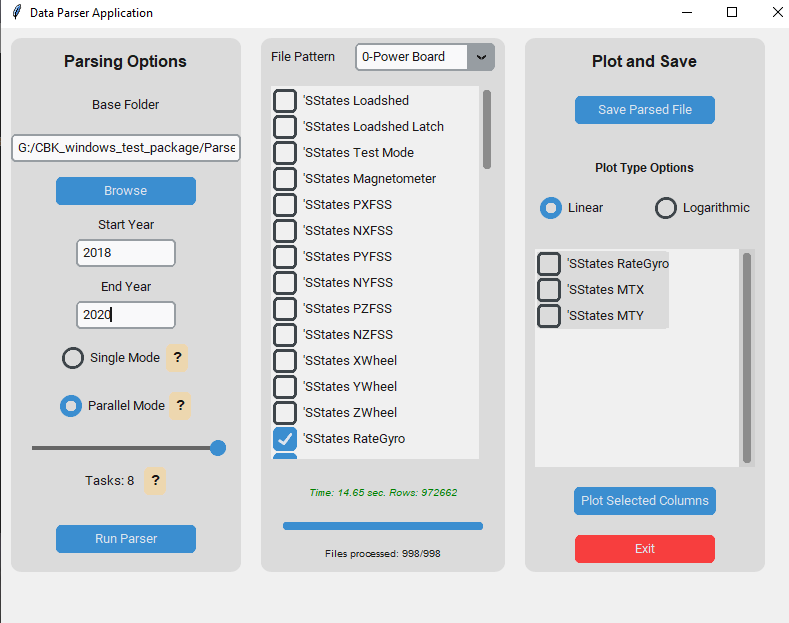 Data Parser Application
Parsing Options
Base Folder
G:/CBK_windows_test_package/Parse
Browse
Start Year
2018
End Year
2020
Single Mode ?
Parallel Mode ?
Tasks: 8 ?
Run Parser
File Pattern 0-Power Board
'SStates Loadshed
'SStates Loadshed Latch
'SStates Test Mode
'SStates Magnetometer
'SStates PXFSS
'SStates NXFSS
'SStates PYFSS
'SStates NYFSS
'SStates PZFSS
'SStates NZFSS
'SStates XWheel
'SStates YWheel
'SStates ZWheel
'SStates RateGyro
Time: 14.65 sec. Rows: 972662
Files processed: 998/998
Plot and Save
Save Parsed File
Plot Type Options
Linear Logarithmic
'SStates RateGyro
'SStates MTX
'SStates MTY
Plot Selected Columns
Exit